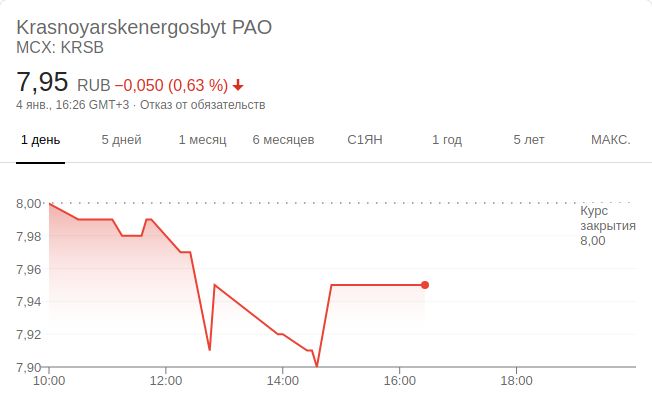 Krasnoyarskenergosbyt PAO
MCX: KRSB
7,95 RUB −0,050 (0,63 %)
4 янв., 16:26 GMT+3 · Отказ от обязательств
1 день 5 дней 1 месяц 6 месяцев С1ЯН 1 год 5 лет МАКС.
8,00
Курс
закрытия
8,00
7,98
7,96
7,94
7,92
7,90
10:00 12:00 14:00 16:00 18:00